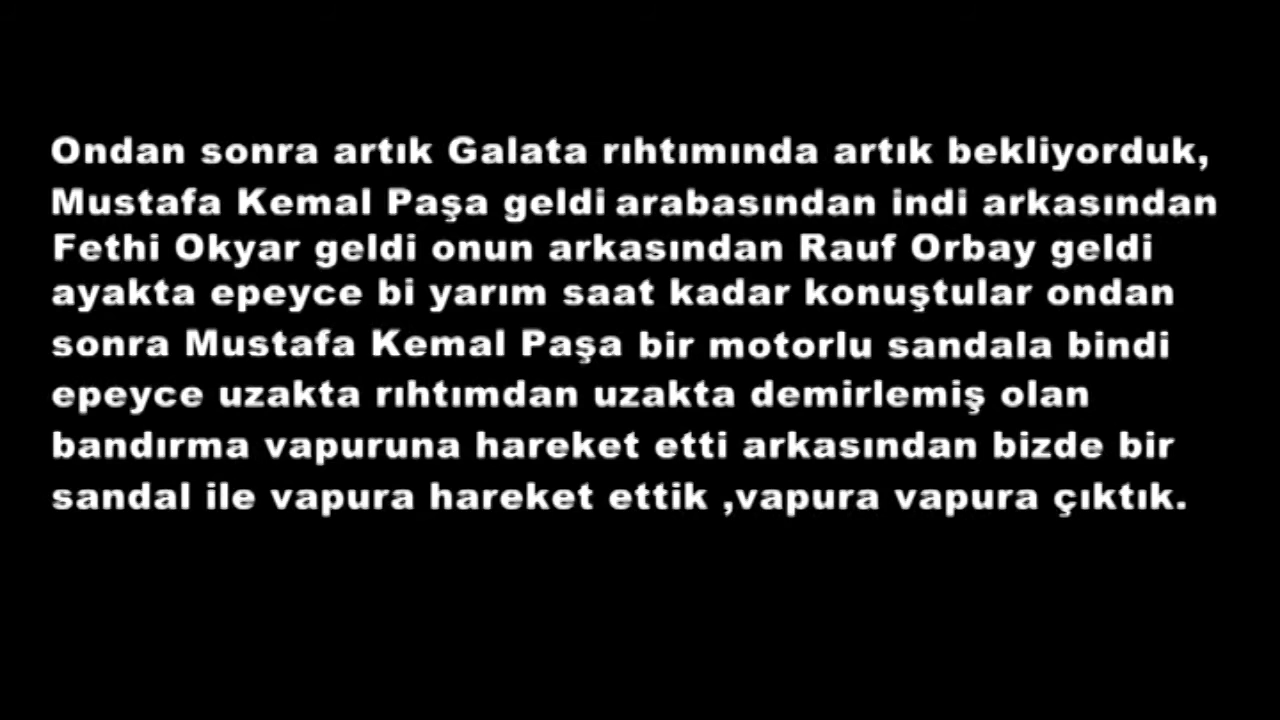 Ondan sonra artık Galata rıhtımında artık bekliyorduk,
Mustafa Kemal Paşa geldi arabasından indi arkasından
Fethi Okyar geldi onun arkasından Rauf Orbay geldi
ayakta epeyce bi yarım saat kadar konuştular ondan
sonra Mustafa Kemal Paşa bir motorlu sandala bindi
epeyce uzakta rıhtımdan uzakta demirlemiş olan
bandırma vapuruna hareket etti arkasından bizde bir
sandal ile vapura hareket ettik ,vapura vapura çıktık.